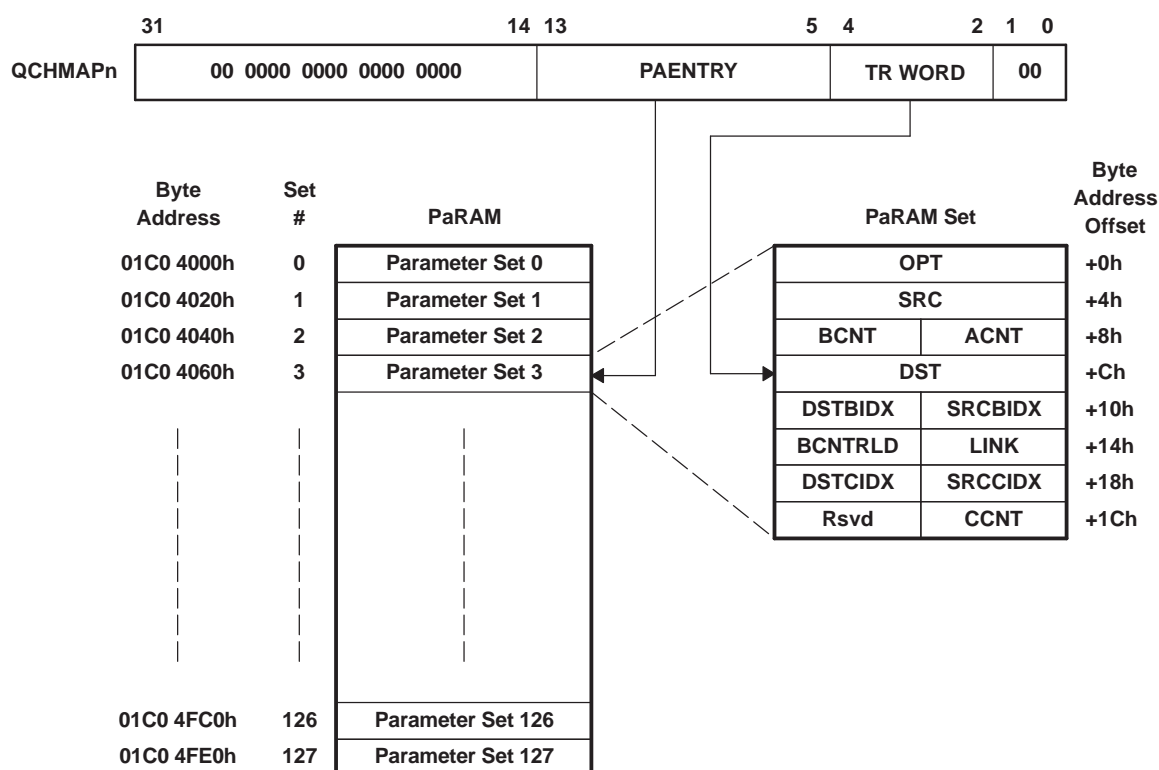 31 14 13 5 4 2 1 0
QCHMAPn 00 0000 0000 0000 0000 PAENTRY TR WORD 00
Byte Address Set # PaRAM
01C0 4000h 0 Parameter Set 0
01C0 4020h 1 Parameter Set 1
01C0 4040h 2 Parameter Set 2
01C0 4060h 3 Parameter Set 3
01C0 4FC0h 126 Parameter Set 126
01C0 4FE0h 127 Parameter Set 127
PaRAM Set Byte Address Offset
OPT +0h
SRC +4h
BCNT ACNT +8h
DST +Ch
DSTBIDX SRCBIDX +10h
BCNTRLD LINK +14h
DSTCIDX SRCCIDX +18h
Rsvd CCNT +1Ch